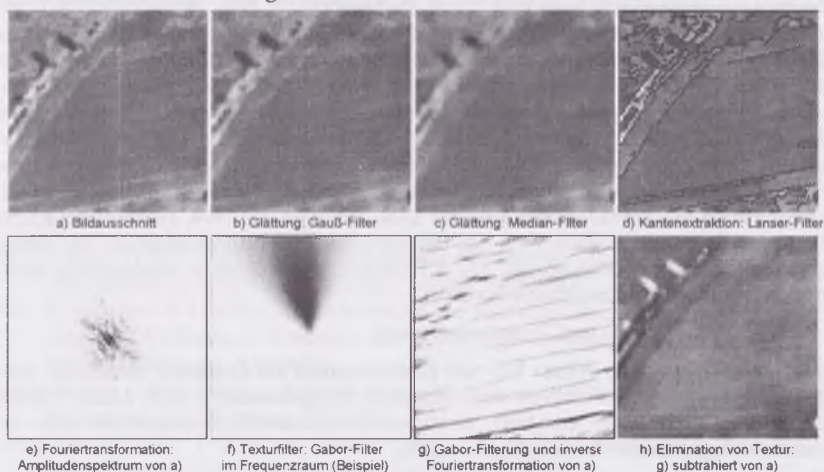 a) Bildausschnitt
b) Glättung: Gauß-Filter
c) Glättung: Median-Filter
d) Kantenextraktion: Lanser-Filter
e) Fouriertransformation:
Amplitudenspektrum von a)
f) Texturfilter: Gabor-Filter
im Frequenzraum (Beispiel)
g) Gabor-Filterung und inverse
Fouriertransformation von a)
h) Elimination von Textur:
g) subtrahiert von a)